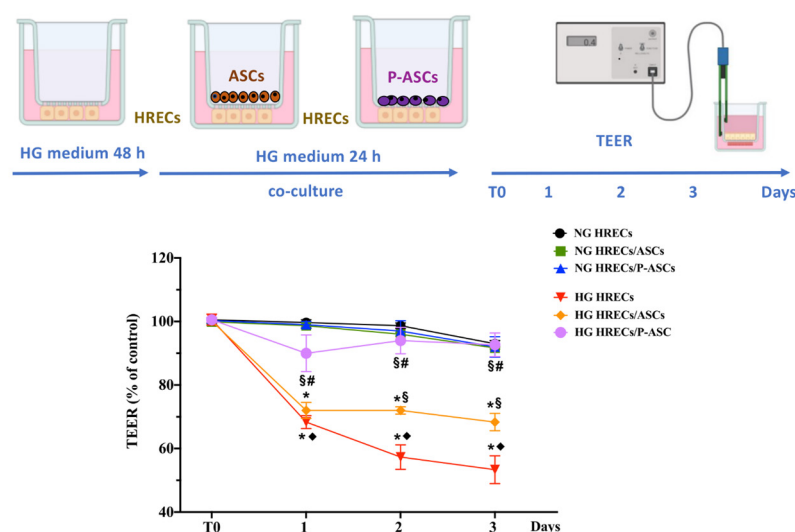 ASCs
P-ASCs
0.4
HRECs
HRECs
HG medium 48 h
HG medium 24 h
co-culture
TEER
T0 1 2 3 Days
NG HRECs
NG HRECs/ASCs
NG HRECs/P-ASCs
HG HRECs
HG HRECs/ASCs
HG HRECs/P-ASC
TEER (% of control)
120
100
80
60
40
§# §# §#
* *§ *§
*◆ *◆ *◆
T0 1 2 3 Days